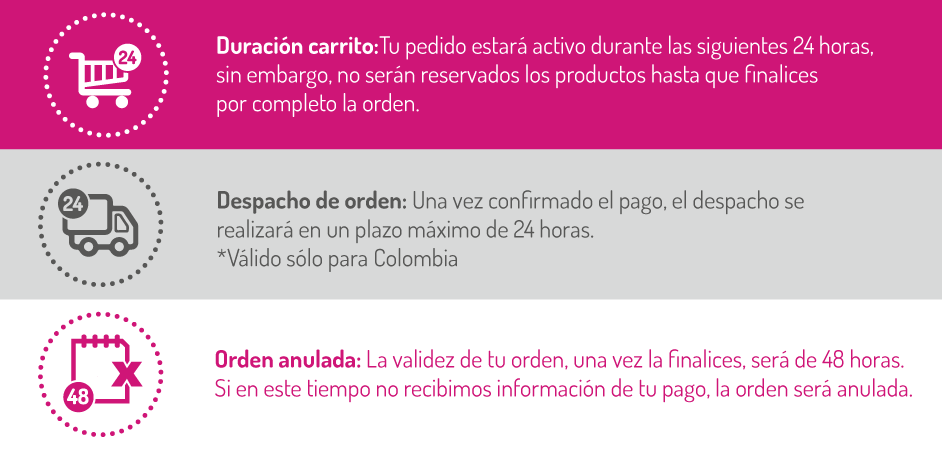 24
Duración carrito:Tu pedido estará activo durante las siguientes 24 horas,
sin embargo, no serán reservados los productos hasta que finalices
por completo la orden.
24
Despacho de orden: Una vez confirmado el pago, el despacho se
realizará en un plazo máximo de 24 horas.
*Válido sólo para Colombia
48
Orden anulada: La validez de tu orden, una vez la finalices, será de 48 horas.
Si en este tiempo no recibimos información de tu pago, la orden será anulada.